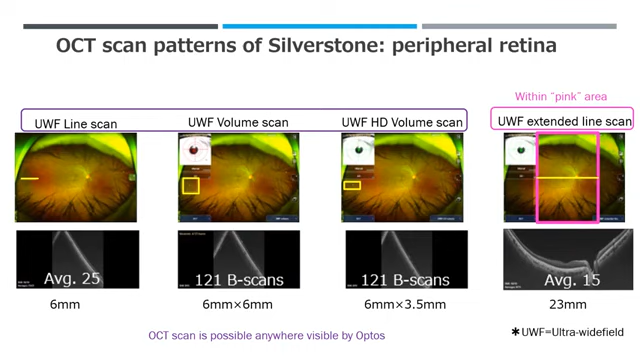 OCT scan patterns of Silverstone: peripheral retina
Within "pink" area
UWF Line scan
UWF Volume scan
UWF HD Volume scan
UWF extended line scan
Avg. 25
121 B-scans
121 B-scans
Avg. 15
6mm
6mm×6mm
6mm×3.5mm
23mm
OCT scan is possible anywhere visible by Optos
∗UWF=Ultra-widefield